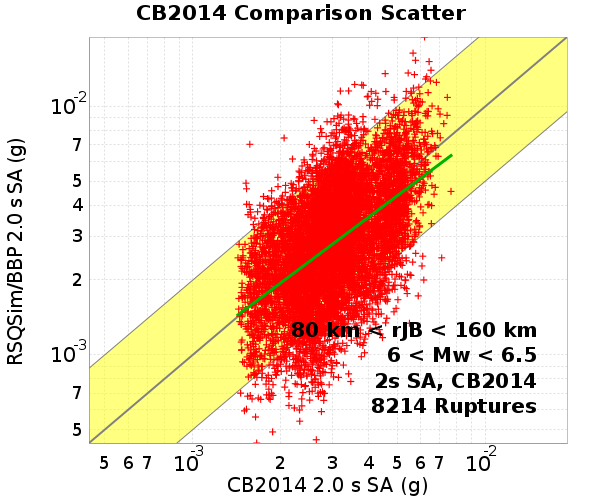 CB2014 Comparison Scatter
RSQSim/BBP 2.0 s SA (g)
10-2
7
5
4
3
2
10-3
7
5
80 km < rJB < 160 km
6 < Mw < 6.5
2s SA, CB2014
8214 Ruptures
5 6 7 10-3 2 3 4 5 6 7 10-2
CB2014 2.0 s SA (g)